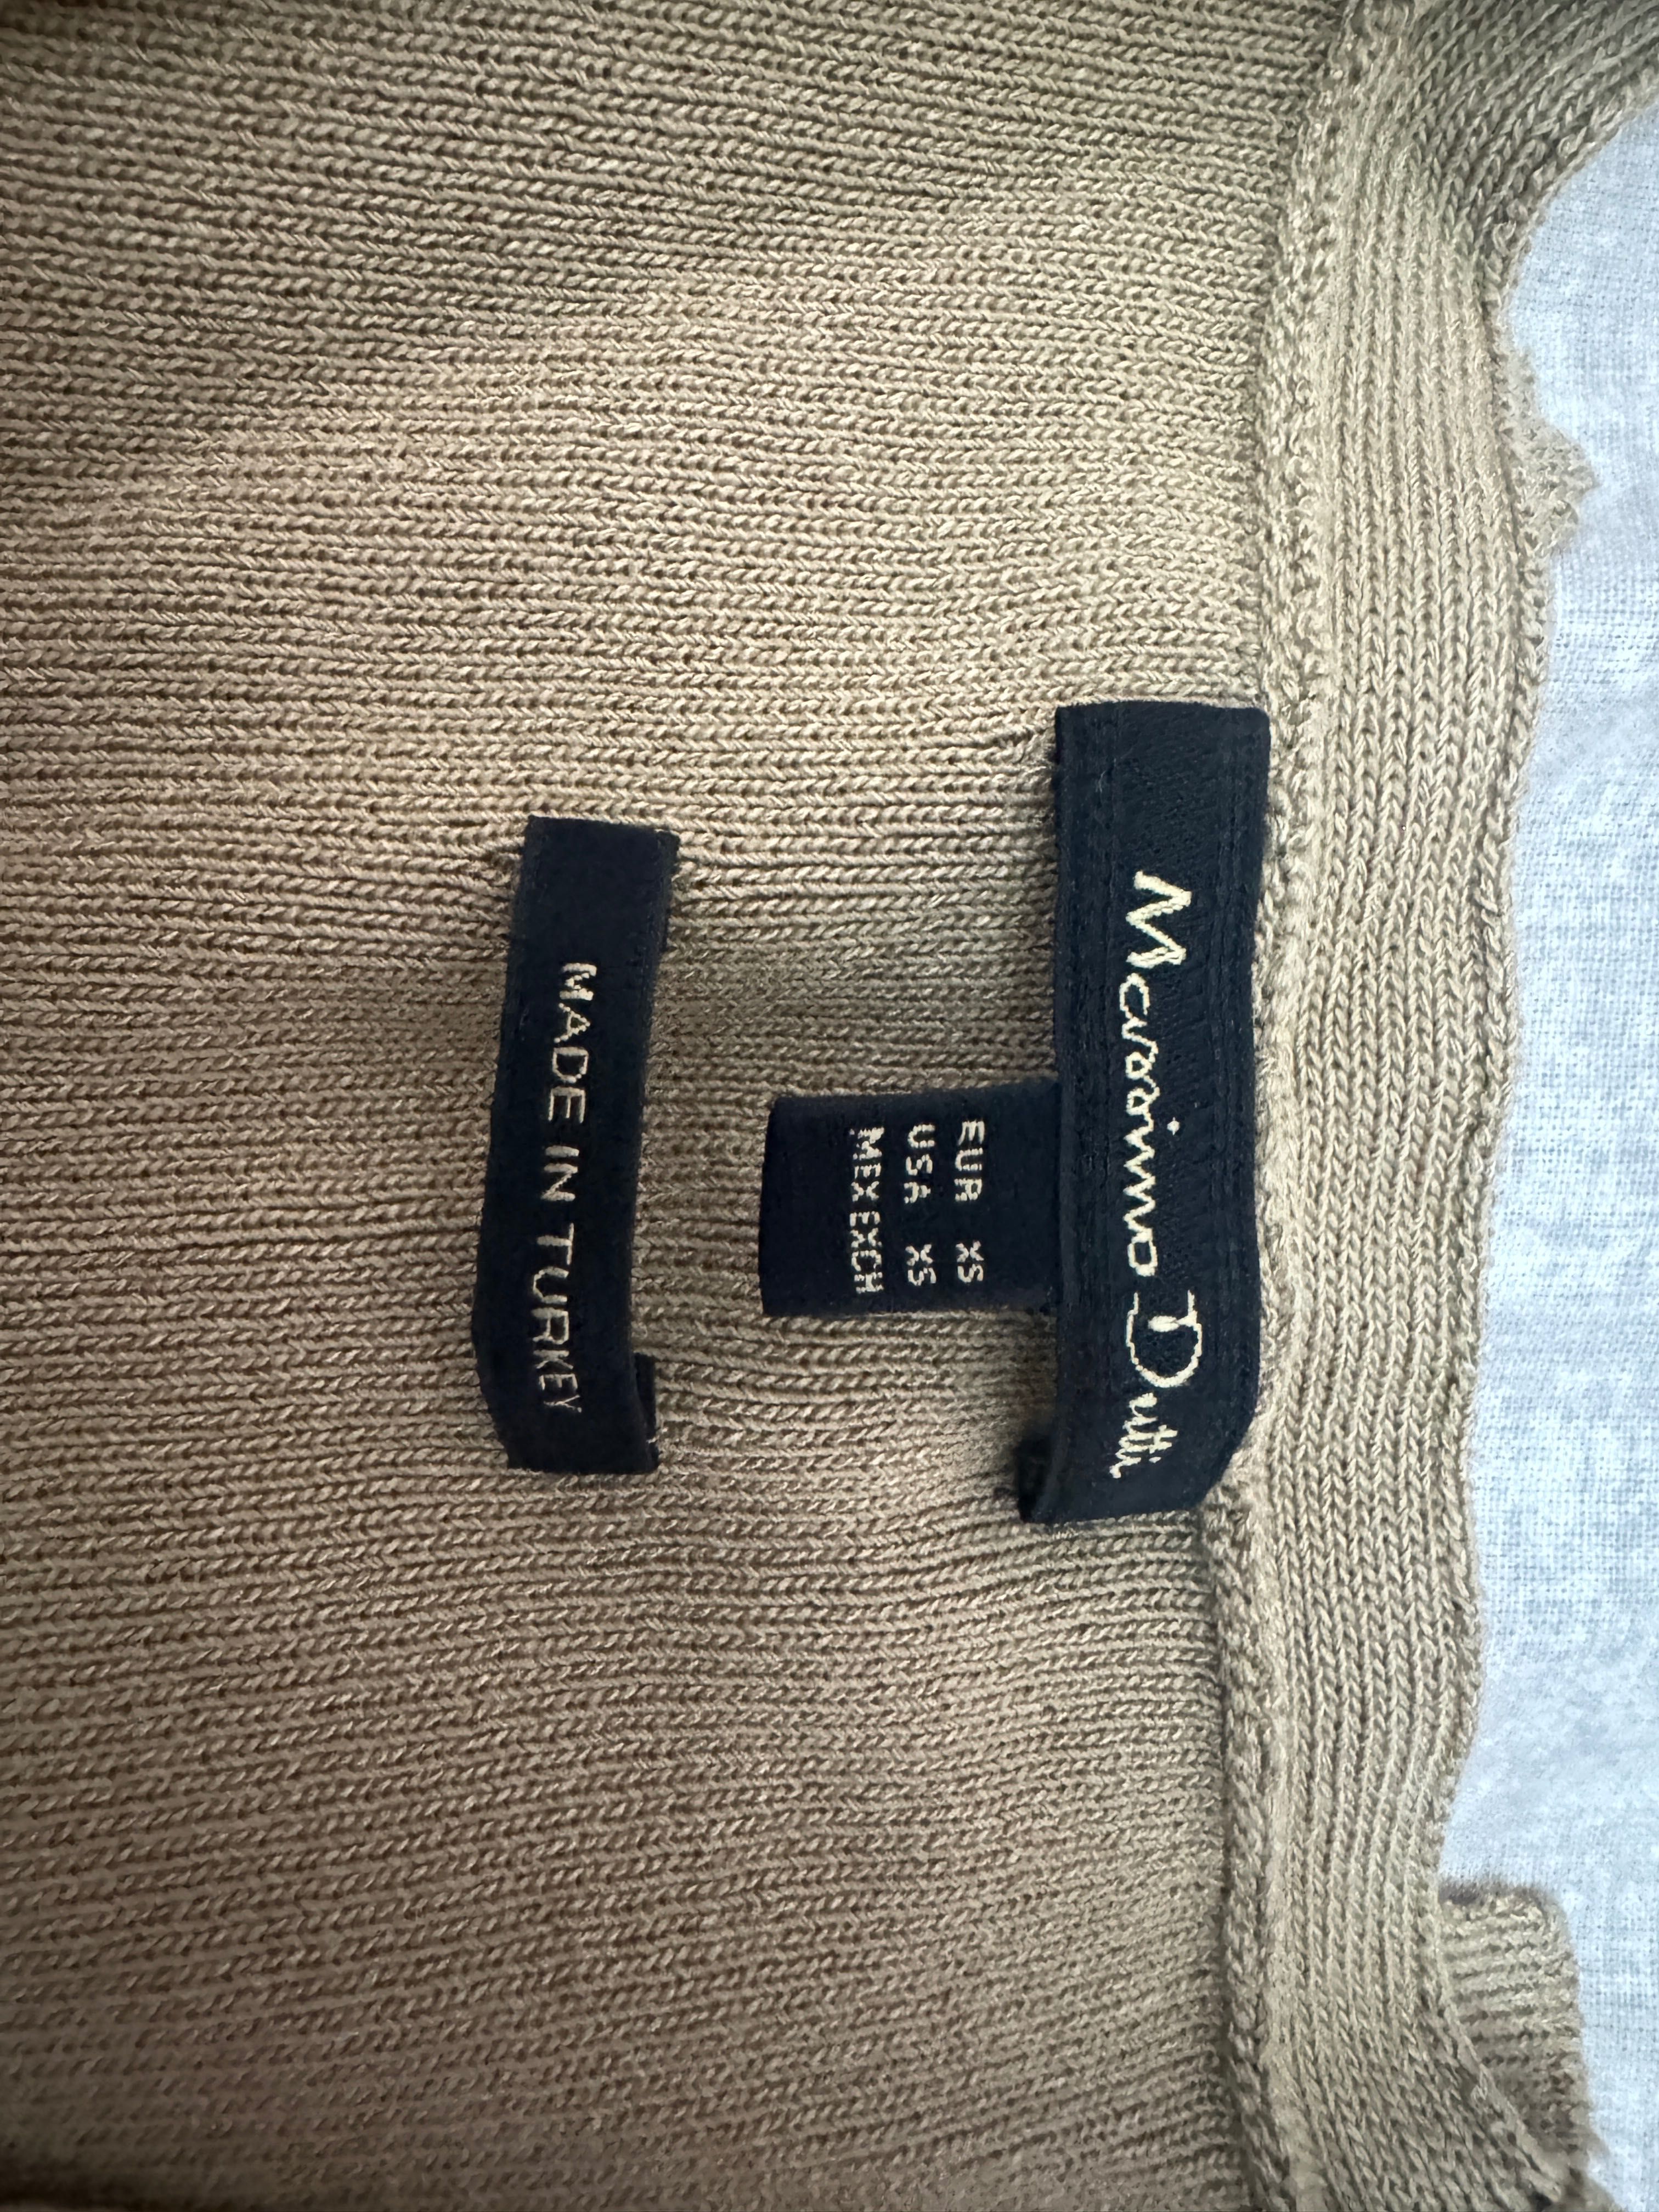 Massimo Dutti
EUR XS
USA XS
MEX EXCH
MADE IN TURKEY